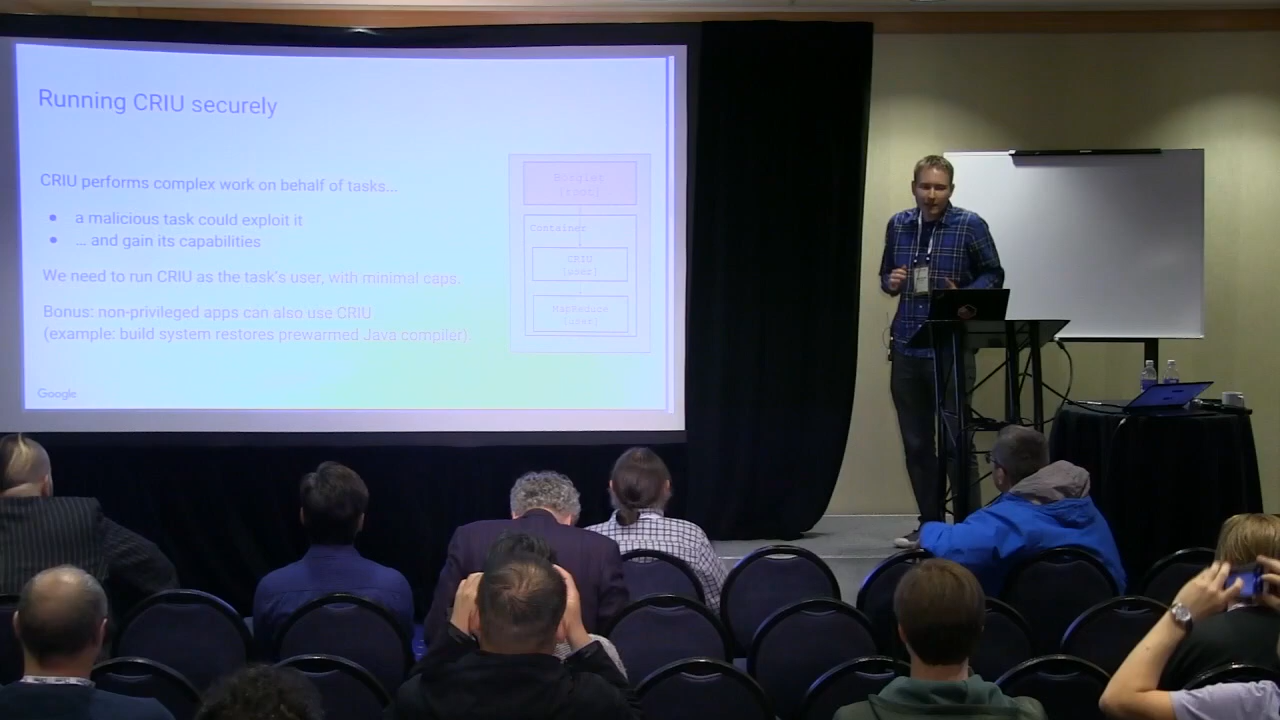 Running CRIU securely
CRIU performs complex work on behalf of tasks...
● a malicious task could exploit it
● ... and gain its capabilities
We need to run CRIU as the task's user, with minimal caps.
Bonus: non-privileged apps can also use CRIU
(example: build system restores prewarmed Java compiler).
Borglet
(root)
Container
CRIU
(user)
MapReduce
(user)
Google